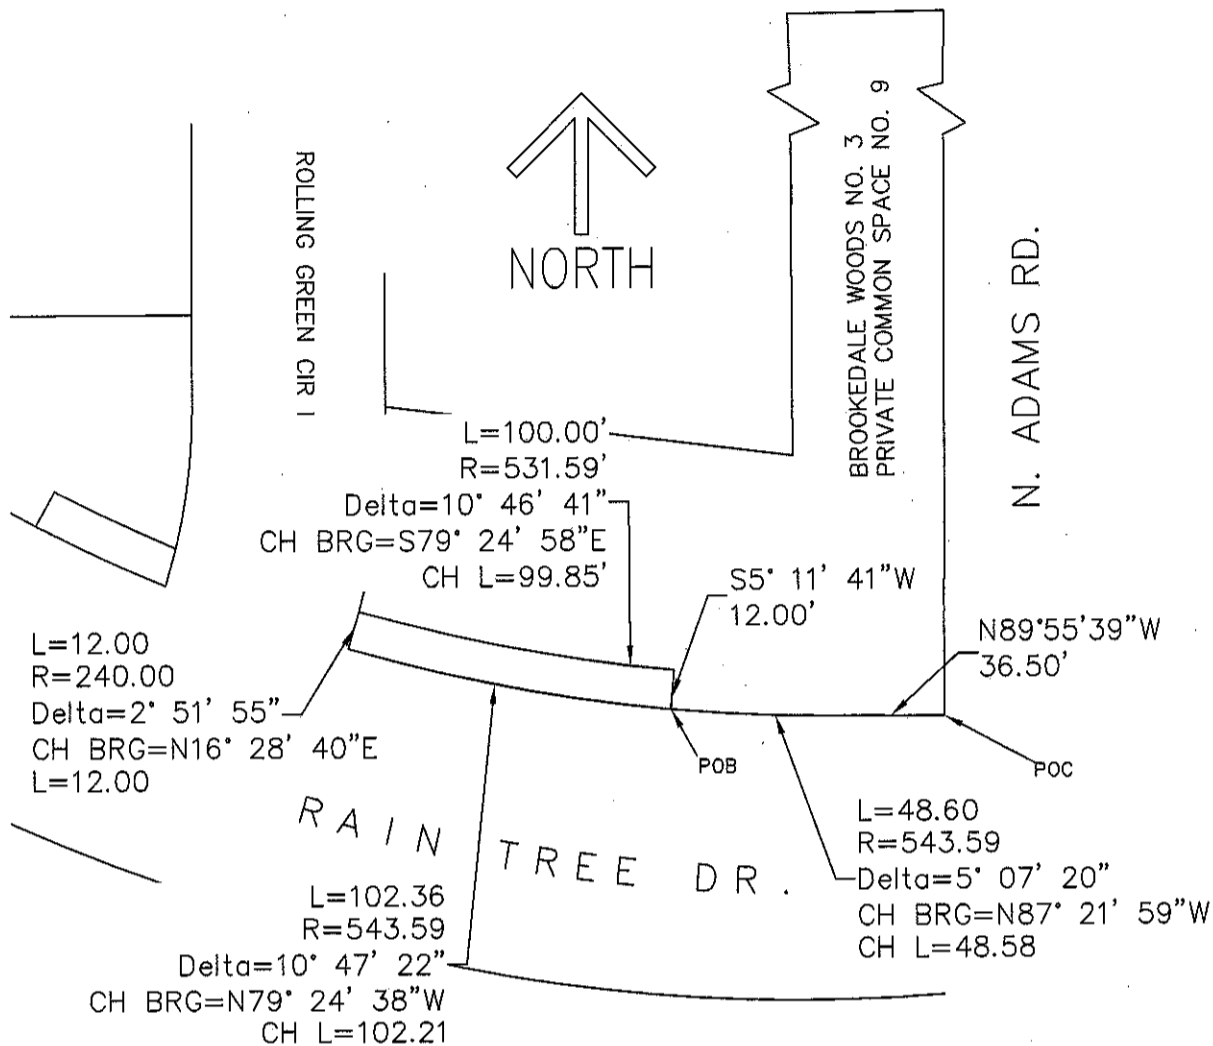 BROOKEDALE WOODS NO. 3
PRIVATE COMMON SPACE NO. 9
ROLLING GREEN CIR
NORTH
N. ADAMS RD.
L=100.00'
R=531.59'
Delta=10° 46' 41"
CH BRG=S79° 24' 58"E
CH L=99.85'
S5° 11' 41"W
12.00'
N89°55'39"W
36.50'
L=12.00
R=240.00
Delta=2° 51' 55"
CH BRG=N16° 28' 40"E
L=12.00
POB
POC
RAIN TREE DR.
L=48.60
R=543.59
Delta=5° 07' 20"
CH BRG=N87° 21' 59"W
CH L=48.58
L=102.36
R=543.59
Delta=10° 47' 22"
CH BRG=N79° 24' 38"W
CH L=102.21